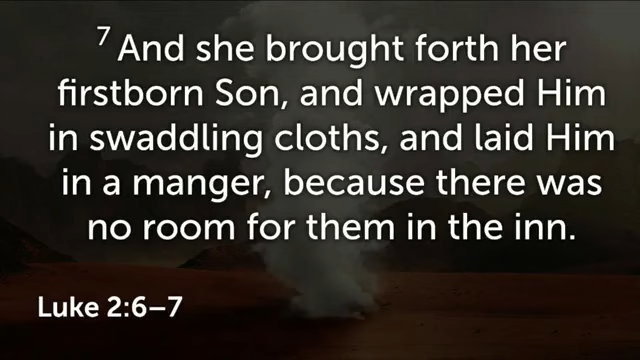 7 And she brought forth her
firstborn Son, and wrapped Him
in swaddling cloths, and laid Him
in a manger, because there was
no room for them in the inn.
Luke 2:6–7